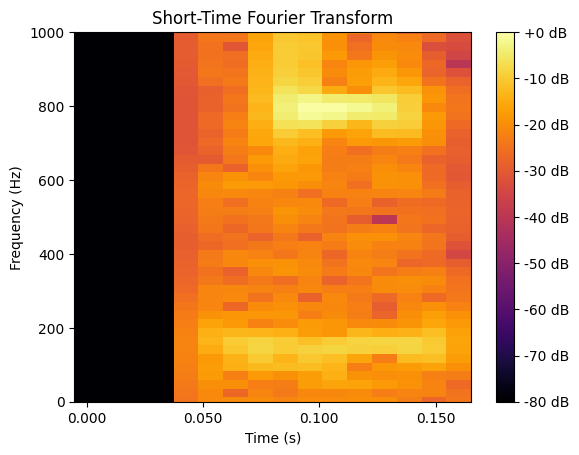 Short-Time Fourier Transform
1000
800
600
400
200
0
Frequency (Hz)
0.000
0.050
0.100
0.150
Time (s)
+0 dB
-10 dB
-20 dB
-30 dB
-40 dB
-50 dB
-60 dB
-70 dB
-80 dB